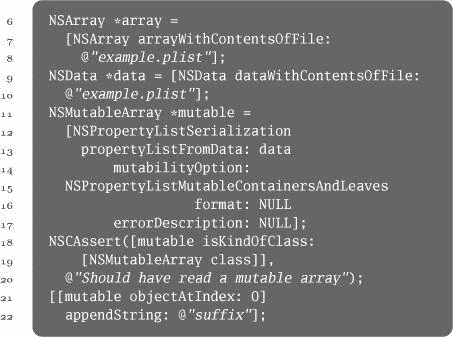 6 NSArray *array =
7 [NSArray arrayWithContentsOfFile:
8 @"example.plist"];
9 NSData *data = [NSData dataWithContentsOfFile:
10 @"example.plist"];
11 NSMutableArray *mutable =
12 [NSPropertyListSerialization
13 propertyListFromData: data
14 mutabilityOption:
15 NSPropertyListMutableContainersAndLeaves
16 format: NULL
17 errorDescription: NULL];
18 NSCAssert([mutable isKindOfClass:
19 [NSMutableArray class]],
20 @"Should have read a mutable array");
21 [[mutable objectAtIndex: 0]
22 appendString: @"suffix"];